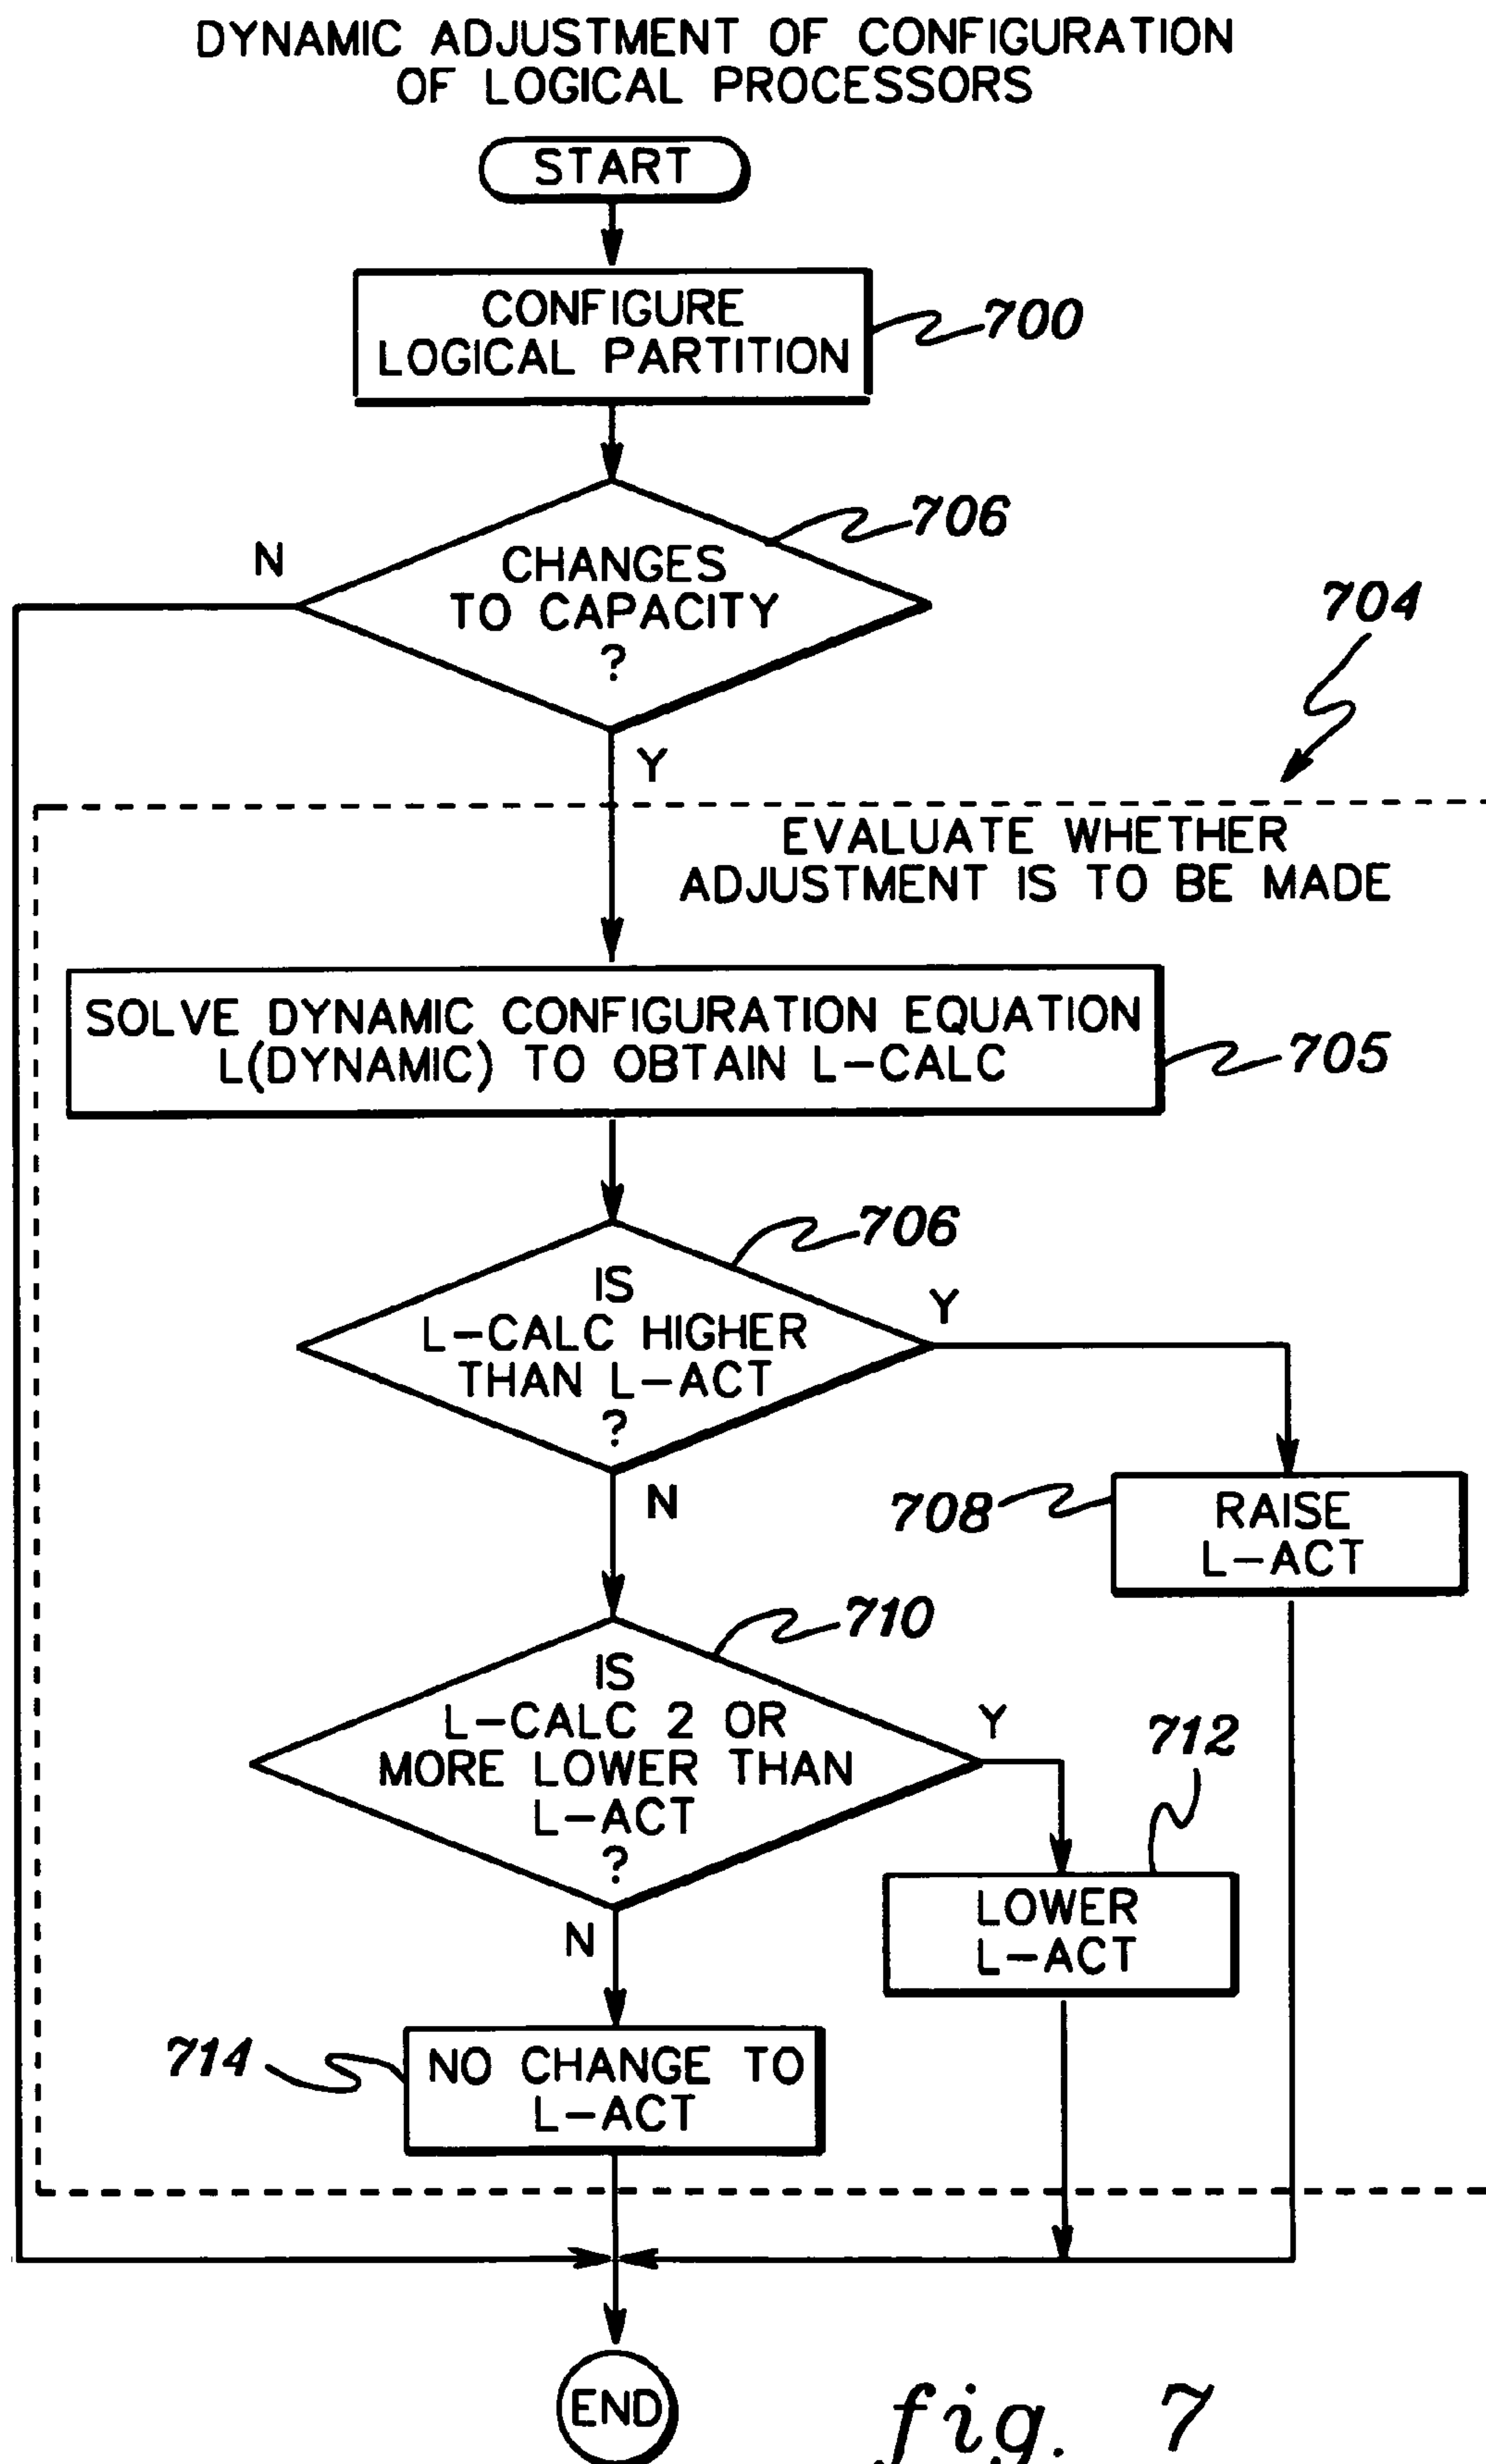 DYNAMIC ADJUSTMENT OF CONFIGURATION
OF LOGICAL PROCESSORS
START
CONFIGURE
LOGICAL PARTITION
700
706
N
CHANGES
TO CAPACITY
?
704
Y
EVALUATE WHETHER
ADJUSTMENT IS TO BE MADE
SOLVE DYNAMIC CONFIGURATION EQUATION
L(DYNAMIC) TO OBTAIN L-CALC
705
706
IS
L-CALC HIGHER
THAN L-ACT
?
Y
N
708
RAISE
L-ACT
710
IS
L-CALC 2 OR
MORE LOWER THAN
L-ACT
?
Y
712
LOWER
L-ACT
N
714
NO CHANGE TO
L-ACT
END
fig. 7